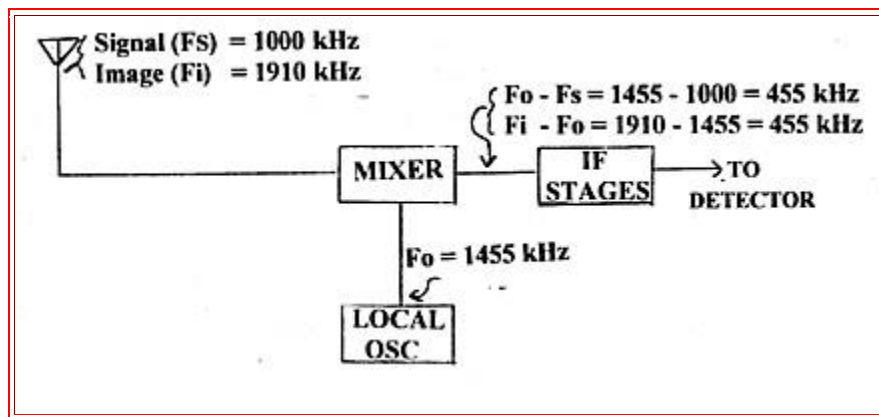 Signal (FS) = 1000 kHz
Image (Fi) = 1910 kHz
Fo - Fs = 1455 - 1000 = 455 kHz
Fi - Fo = 1910 - 1455 = 455 kHz
MIXER
IF
STAGES
TO
DETECTOR
Fo = 1455 kHz
LOCAL
OSC